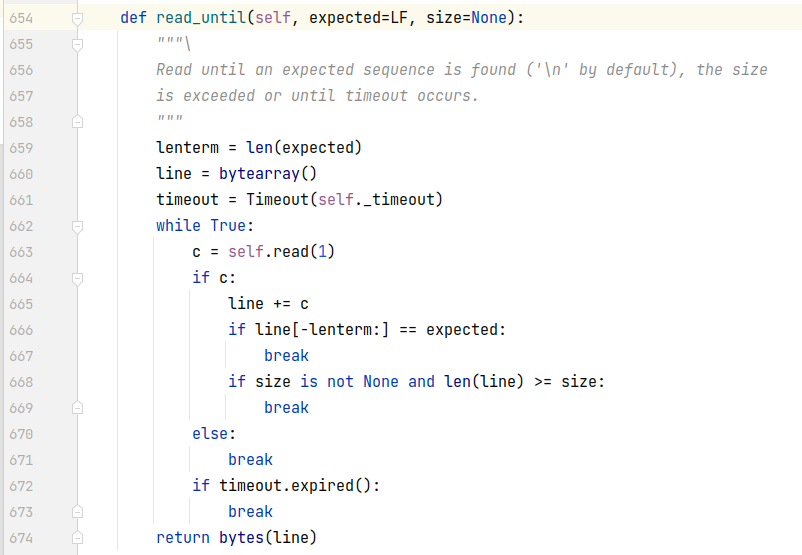 654 def read_until(self, expected=LF, size=None):
655 """\
656 Read until an expected sequence is found ('\n' by default), the size
657 is exceeded or until timeout occurs.
658 """
659 lenterm = len(expected)
660 line = bytearray()
661 timeout = Timeout(self._timeout)
662 while True:
663 c = self.read(1)
664 if c:
665 line += c
666 if line[-lenterm:] == expected:
667 break
668 if size is not None and len(line) >= size:
669 break
670 else:
671 break
672 if timeout.expired():
673 break
674 return bytes(line)